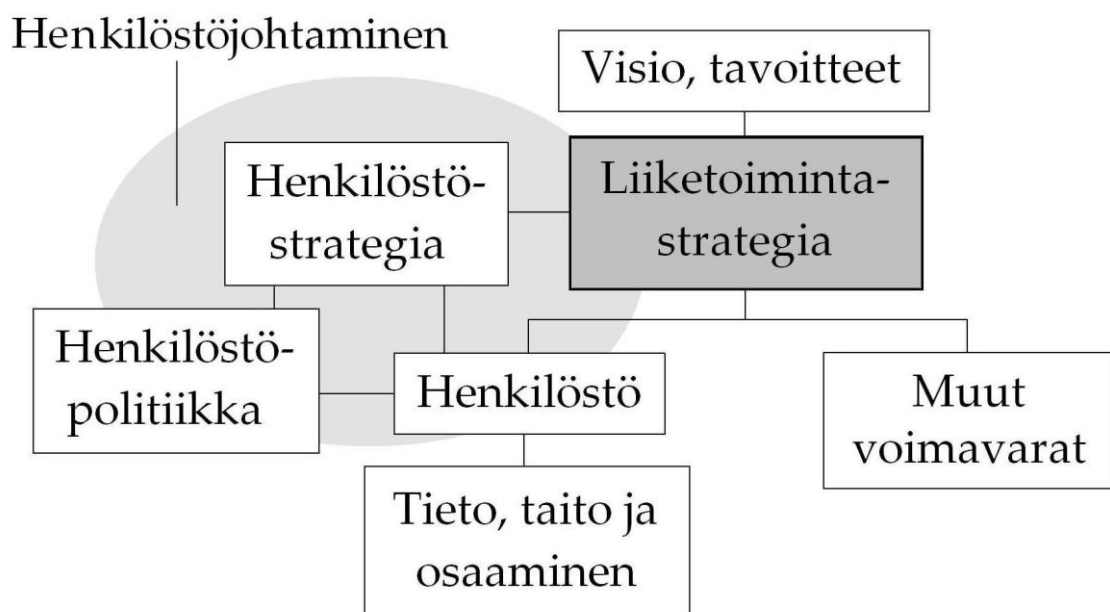 Henkilöstöjohtaminen
Visio, tavoitteet
Henkilöstö-
strategia
Liiketoiminta-
strategia
Henkilöstö-
politiikka
Henkilöstö
Muut
voimavarat
Tieto, taito ja
osaaminen